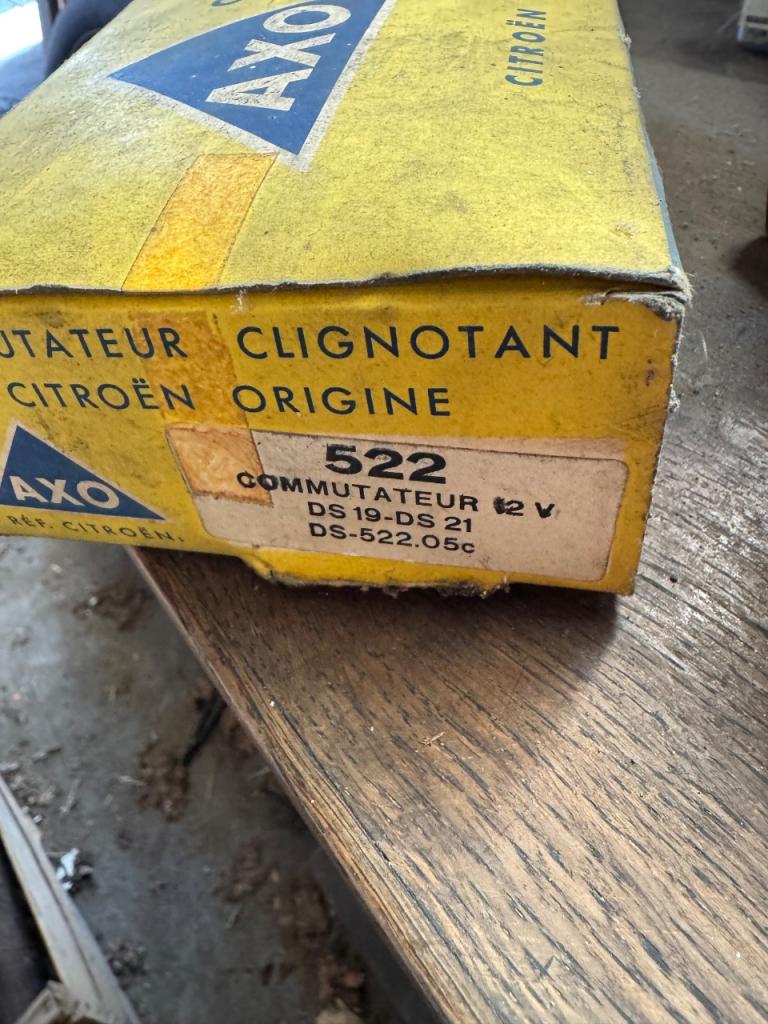 AXO
CITROËN
UTATEUR CLIGNOTANT
CITROËN ORIGINE
AXO
RÉF. CITROËN:
522
COMMUTATEUR 12 V
DS 19-DS 21
DS-522.05c